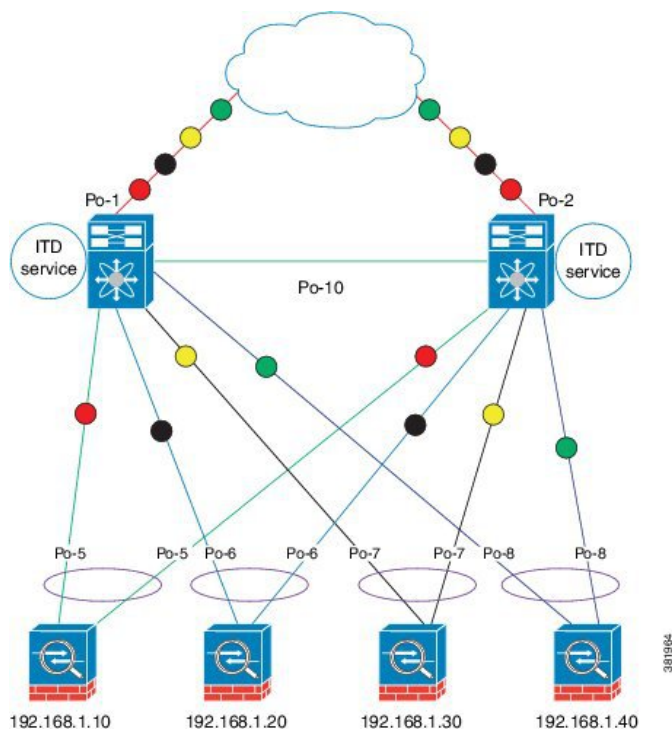 Po-1
Po-2
ITD
service
ITD
service
Po-10
Po-5
Po-5
Po-6
Po-6
Po-7
Po-7
Po-8
Po-8
381964
192.168.1.10
192.168.1.20
192.168.1.30
192.168.1.40